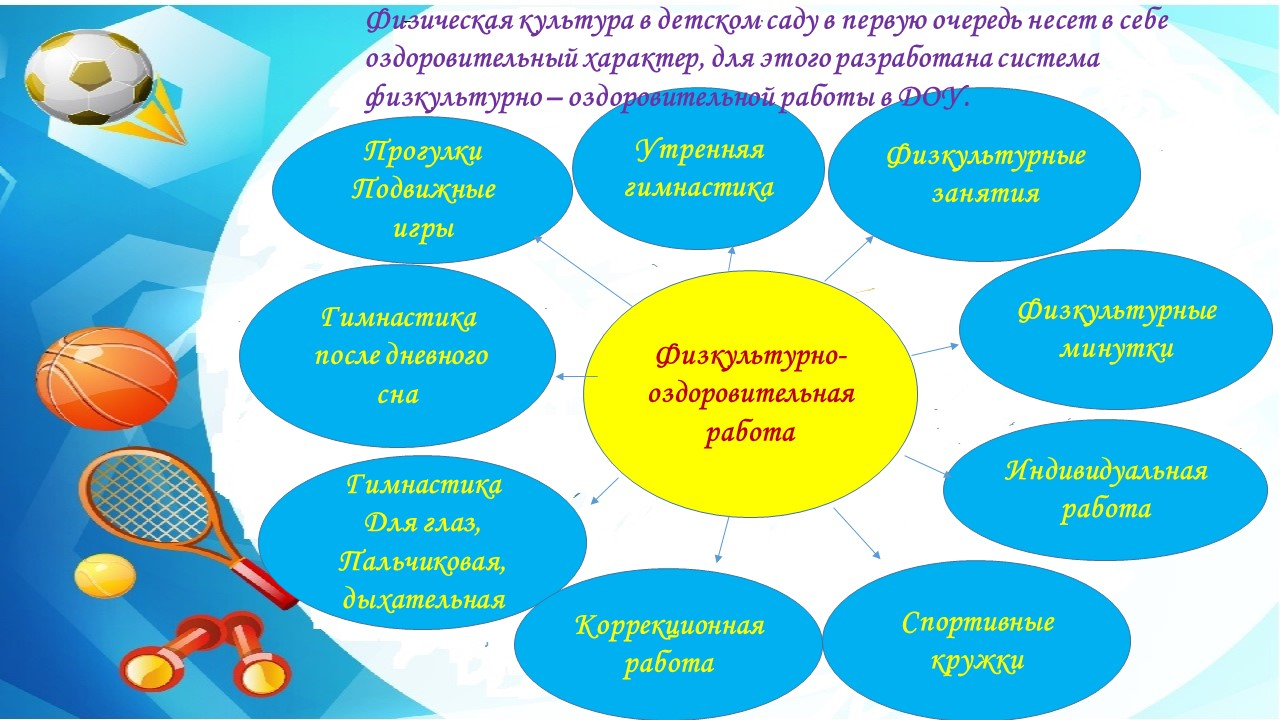 Физическая культура в детском саду в первую очередь несет в себе
оздоровительный характер, для этого разработана система
физкультурно – оздоровительной работы в ДОУ.
Прогулки
Подвижные
игры
Утренняя
гимнастика
Физкультурные
занятия
Гимнастика
после дневного
сна
Физкультурно-
оздоровительная
работа
Физкультурные
минутки
Индивидуальная
работа
Гимнастика
Для глаз,
Пальчиковая,
дыхательная
Коррекционная
работа
Спортивные
кружки